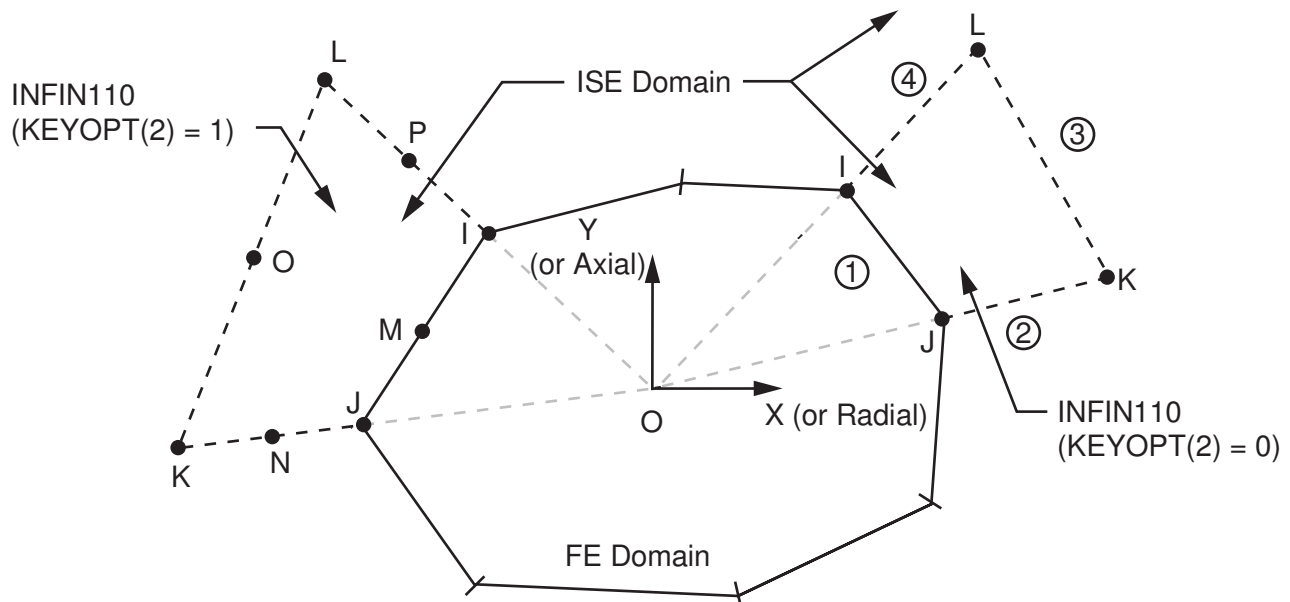 L
L
ISE Domain
④
INFIN110
(KEYOPT(2) = 1)
P
③
I
I
Y
(or Axial)
O
①
K
M
②
J
J
X (or Radial)
INFIN110
(KEYOPT(2) = 0)
O
K
N
FE Domain